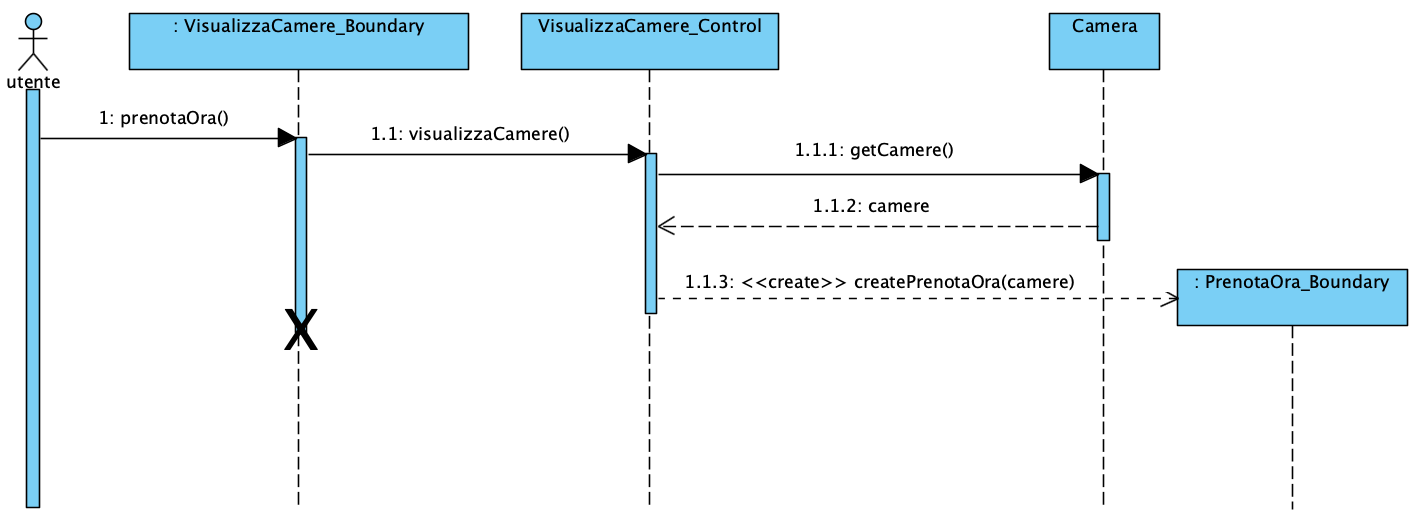 : VisualizzaCamere_Boundary
VisualizzaCamere_Control
Camera
utente
1: prenotaOra()
1.1: visualizzaCamere()
1.1.1: getCamere()
1.1.2: camere
1.1.3: <<create>> createPrenotaOra(camere)
: PrenotaOra_Boundary